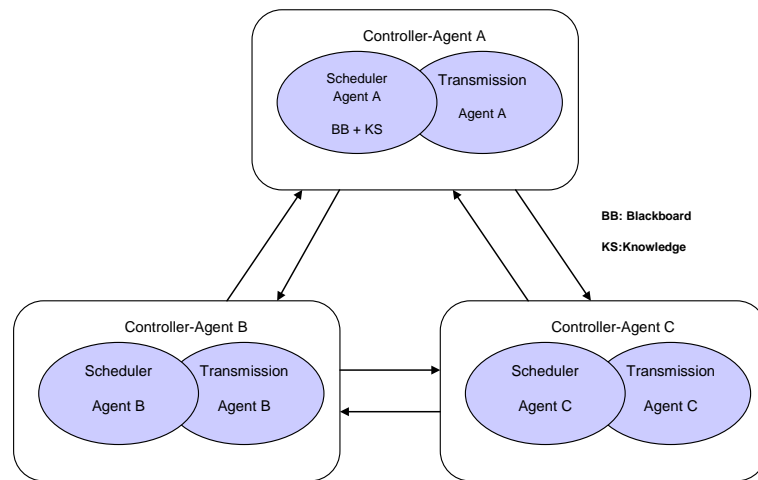 Controller-Agent A
Scheduler
Agent A
BB + KS
Transmission
Agent A
BB: Blackboard
KS:Knowledge
Controller-Agent B
Scheduler
Agent B
Transmission
Agent B
Controller-Agent C
Scheduler
Agent C
Transmission
Agent C